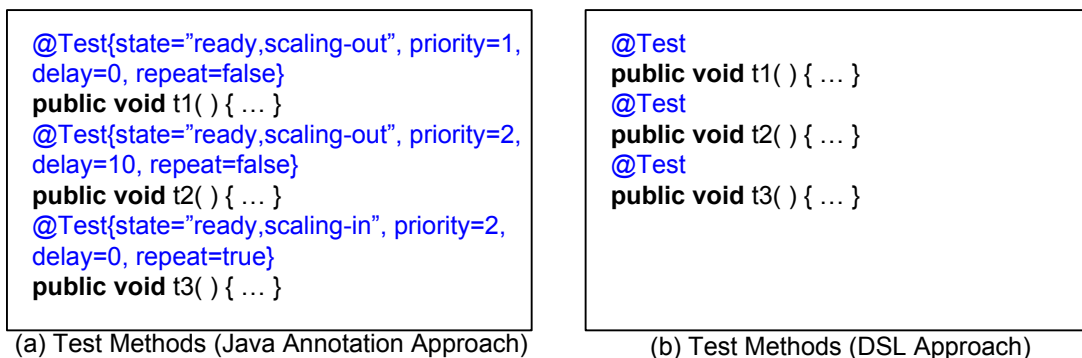 @Test{state=”ready,scaling-out”, priority=1,
delay=0, repeat=false}
public void t1( ) { … }
@Test{state=”ready,scaling-out”, priority=2,
delay=10, repeat=false}
public void t2( ) { … }
@Test{state=”ready,scaling-in”, priority=2,
delay=0, repeat=true}
public void t3( ) { … }
(a) Test Methods (Java Annotation Approach)
@Test
public void t1( ) { … }
@Test
public void t2( ) { … }
@Test
public void t3( ) { … }
(b) Test Methods (DSL Approach)